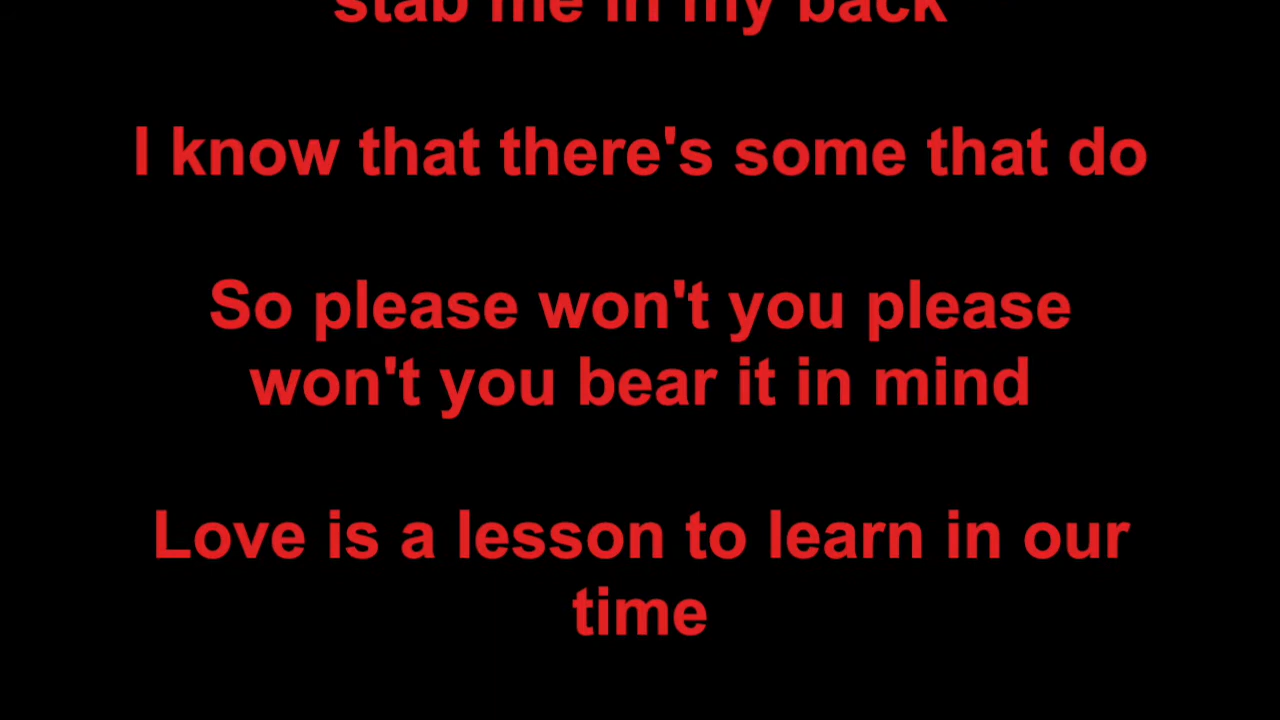 stab me in my back
I know that there's some that do
So please won't you please
won't you bear it in mind
Love is a lesson to learn in our
time